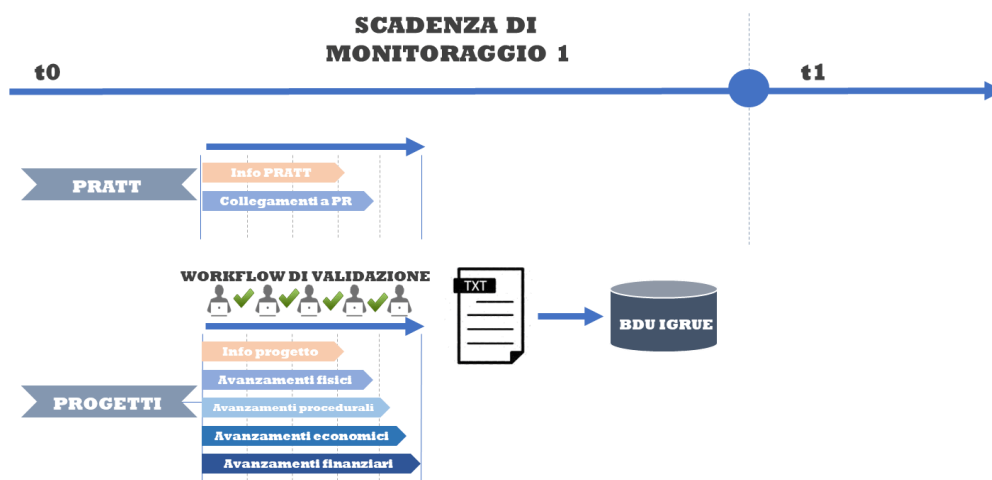 SCADENZA DI
MONITORAGGIO 1
t0
t1
PRATT
Info PRATT
Collegamenti a PR
WORKFLOW DI VALIDAZIONE
TXT
BDU IGRUE
PROGETTI
Info progetto
Avanzamenti fisici
Avanzamenti procedurali
Avanzamenti economici
Avanzamenti finanziari